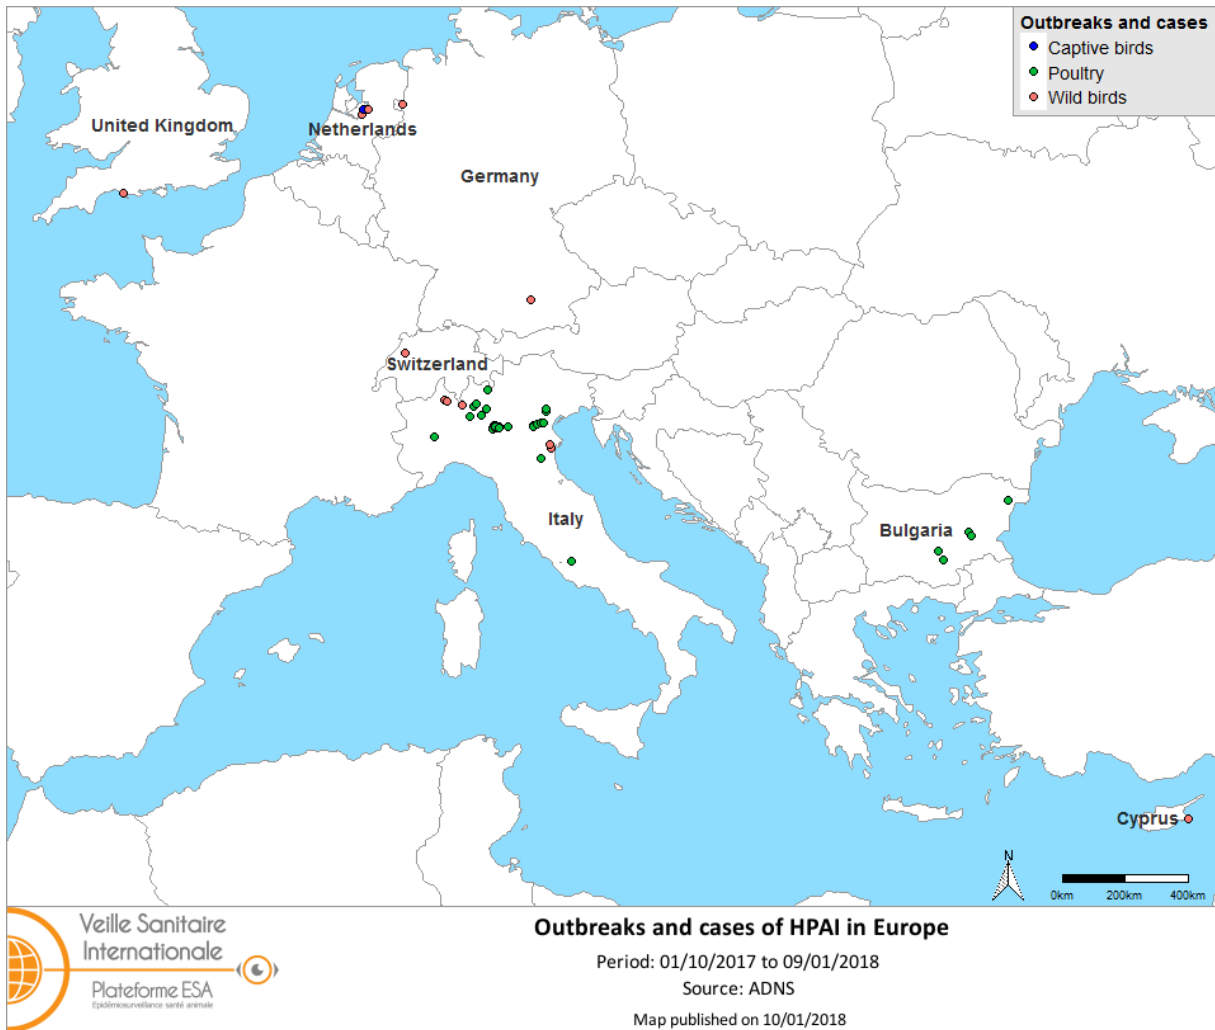 Outbreaks and cases
Captive birds
Poultry
Wild birds
United Kingdom
Netherlands
Germany
Switzerland
Italy
Bulgaria
Cyprus
N
0km 200km 400km
Veille Sanitaire
Internationale
Plateforme ESA
Epidémiosurveillance santé animale
Outbreaks and cases of HPAI in Europe
Period: 01/10/2017 to 09/01/2018
Source: ADNS
Map published on 10/01/2018